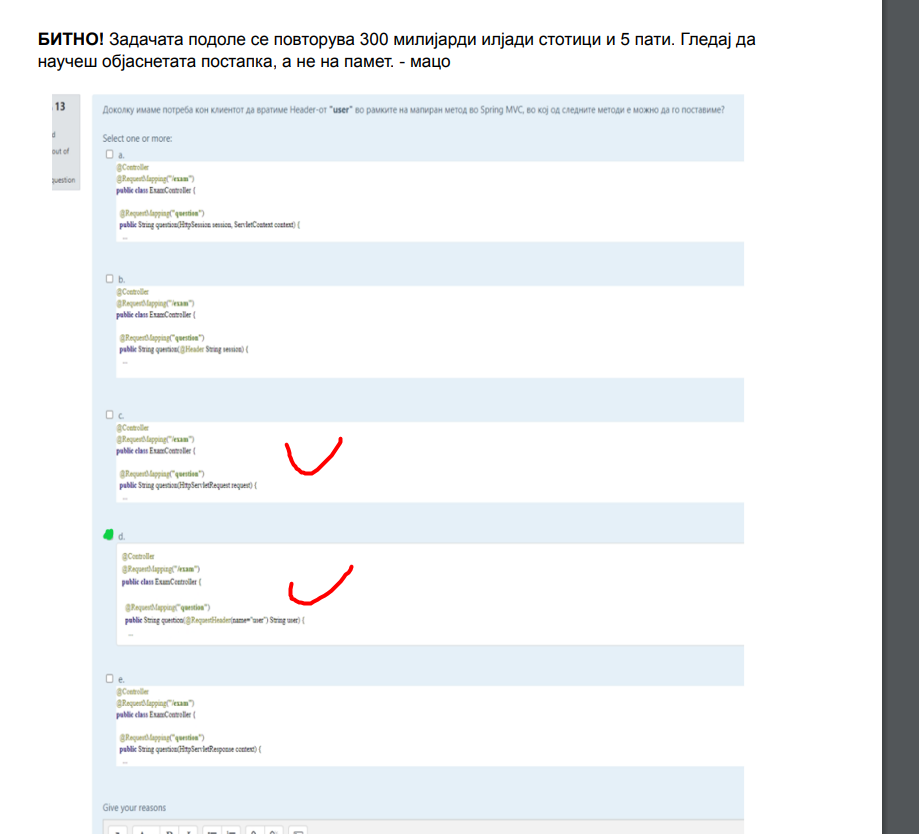 БИТНО! Задачата подоле се повторува 300 милијарди илјади стотици и 5 пати. Гледај да
научеш објаснетата постапка, а не на памет. - мацо
13
d
out of
question
Доколку имаме потреба кон клиентот да вратиме Header-от "user" во рамките на мапиран метод во Spring MVC, во кој од следните методи е можно да го поставиме?
Select one or more:
a.
@Controller
@RequestMapping("/exam")
public class ExamController {
@RequestMapping("question")
public String question(HttpSession session, ServletContext context) {
...
b.
@Controller
@RequestMapping("/exam")
public class ExamController {
@RequestMapping("question")
public String question(@Header String session) {
...
c.
@Controller
@RequestMapping("/exam")
public class ExamController {
@RequestMapping("question")
public String question(HttpServletRequest request) {
...
d.
@Controller
@RequestMapping("/exam")
public class ExamController {
@RequestMapping("question")
public String question(@RequestHeader(name="user") String user) {
...
e.
@Controller
@RequestMapping("/exam")
public class ExamController {
@RequestMapping("question")
public String question(HttpServletResponse context) {
...
Give your reasons